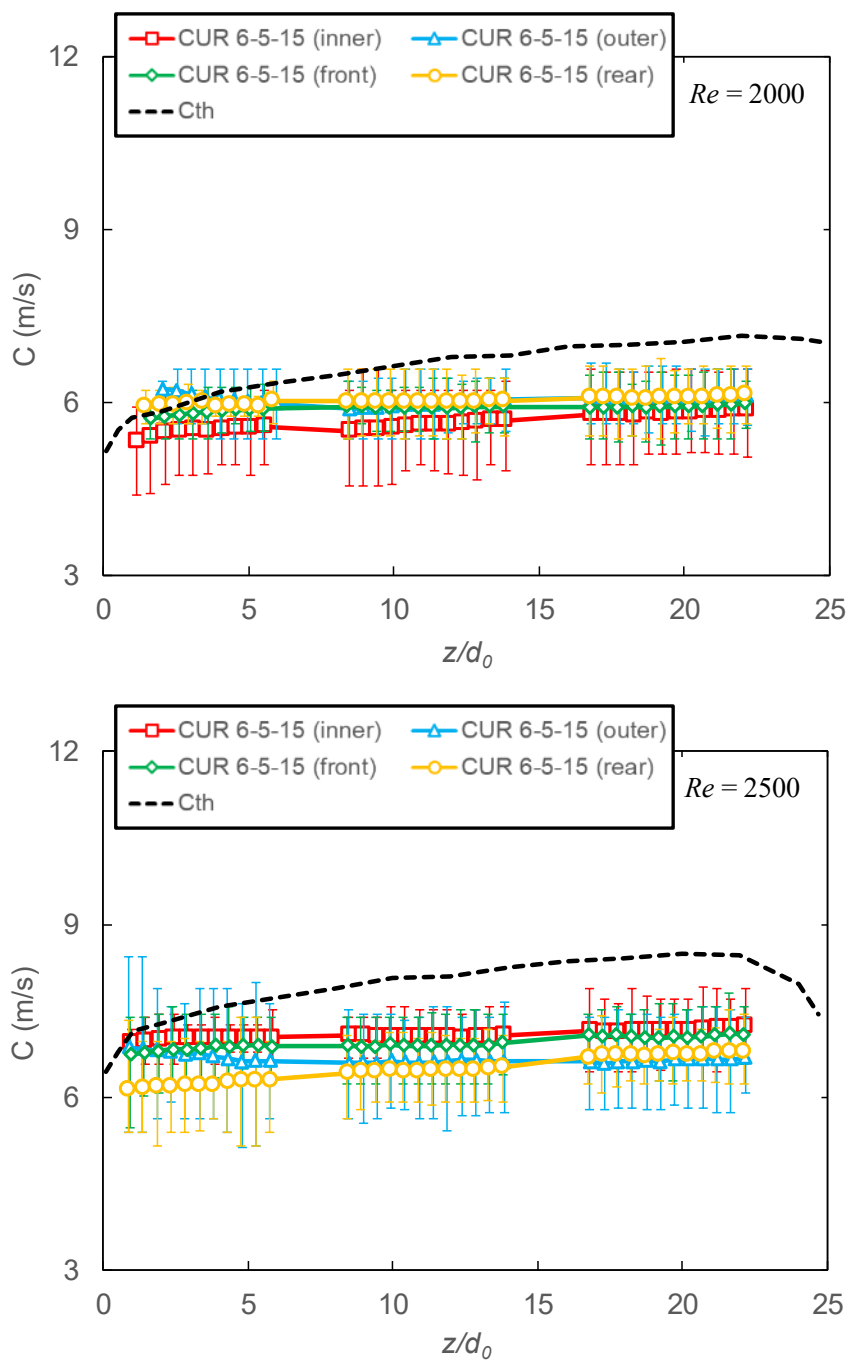 CUR 6-5-15 (inner) CUR 6-5-15 (outer)
CUR 6-5-15 (front) CUR 6-5-15 (rear)
Cth
Re = 2000
12
9
6
3
C (m/s)
0 5 10 15 20 25
z/d0
CUR 6-5-15 (inner) CUR 6-5-15 (outer)
CUR 6-5-15 (front) CUR 6-5-15 (rear)
Cth
Re = 2500
12
9
6
3
C (m/s)
0 5 10 15 20 25
z/d0